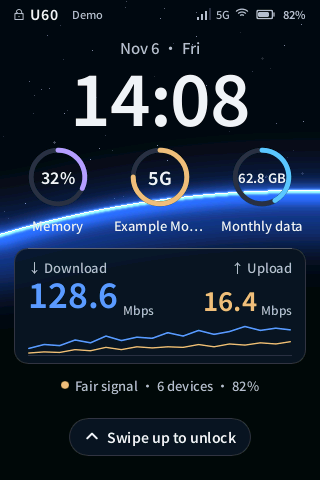 U60 Demo 5G 82%
Nov 6 • Fri
14:08
32% 5G 62.8 GB
Memory Example Mo… Monthly data
↓ Download ↑ Upload
128.6 Mbps 16.4 Mbps
Fair signal • 6 devices • 82%
Swipe up to unlock